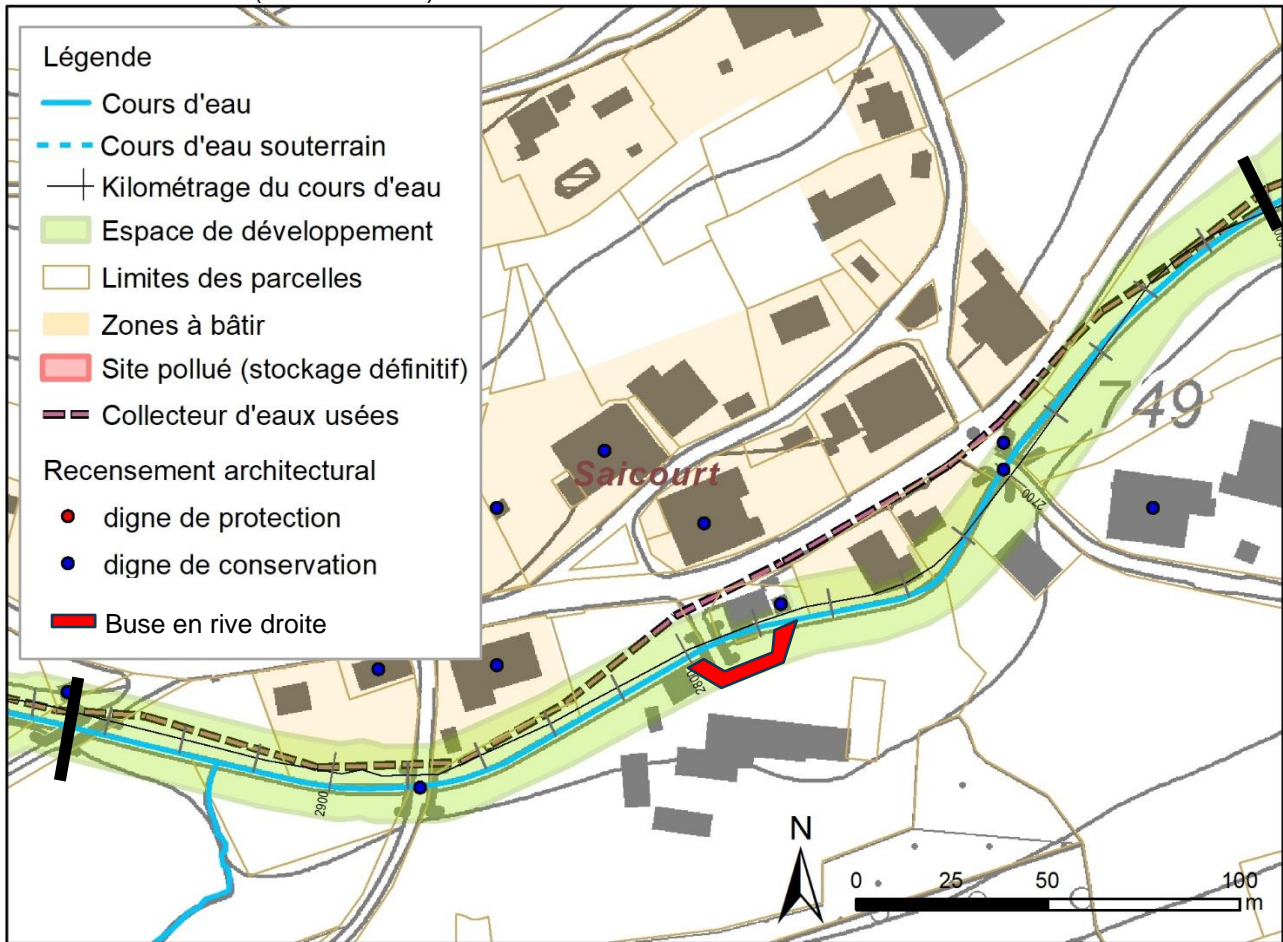 Légende
Cours d'eau
Cours d'eau souterrain
Kilométrage du cours d'eau
Espace de développement
Limites des parcelles
Zones à bâtir
Site pollué (stockage définitif)
Collecteur d'eaux usées
Recensement architectural
digne de protection
digne de conservation
Buse en rive droite
749
Saicourt
2700
2800
2900
N
0 25 50 100
m